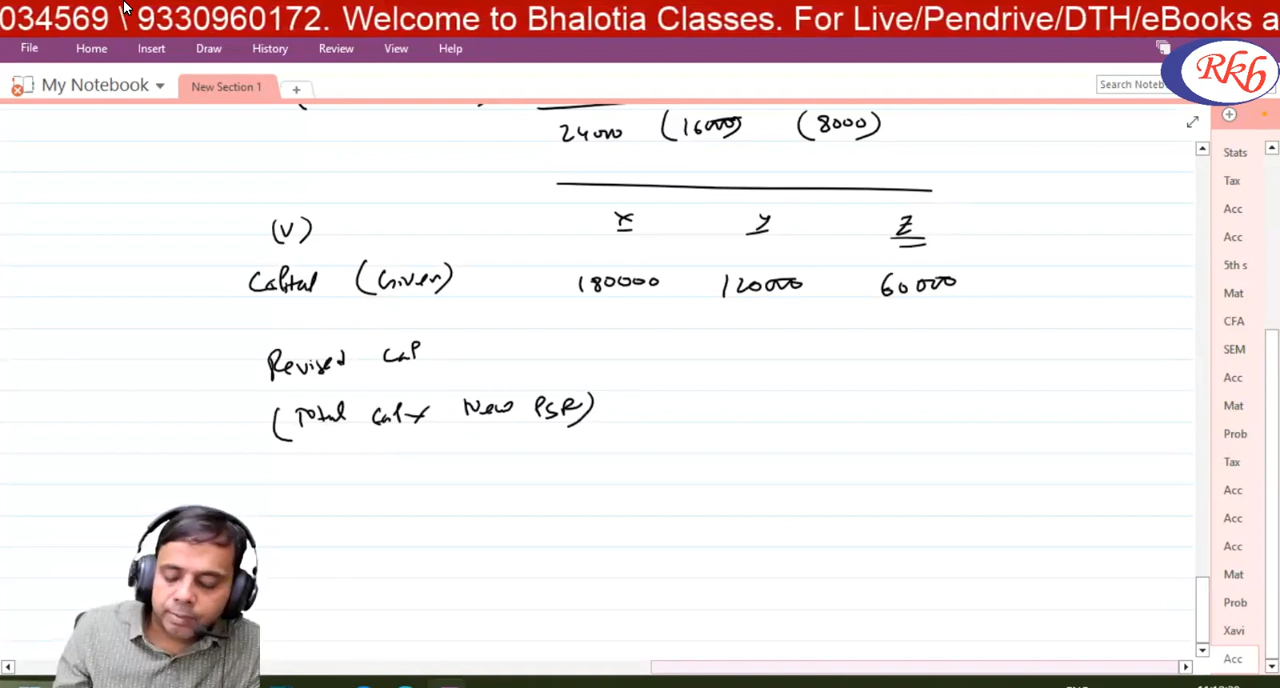 034569 \ 9330960172. Welcome to Bhalotia Classes. For Live/Pendrive/DTH/eBooks a
File Home Insert Draw History Review View Help
Rkb
My Notebook New Section 1 + Search Noteb
24000 (16000) (8000)
(V) X Y Z
Capital (Given) 180000 120000 60000
Revised Cap
(Total Cap x New PSR)
Stats
Tax
Acc
Acc
5th s
Mat
CFA
SEM
Acc
Mat
Prob
Tax
Acc
Acc
Acc
Mat
Prob
Xavi
Acc